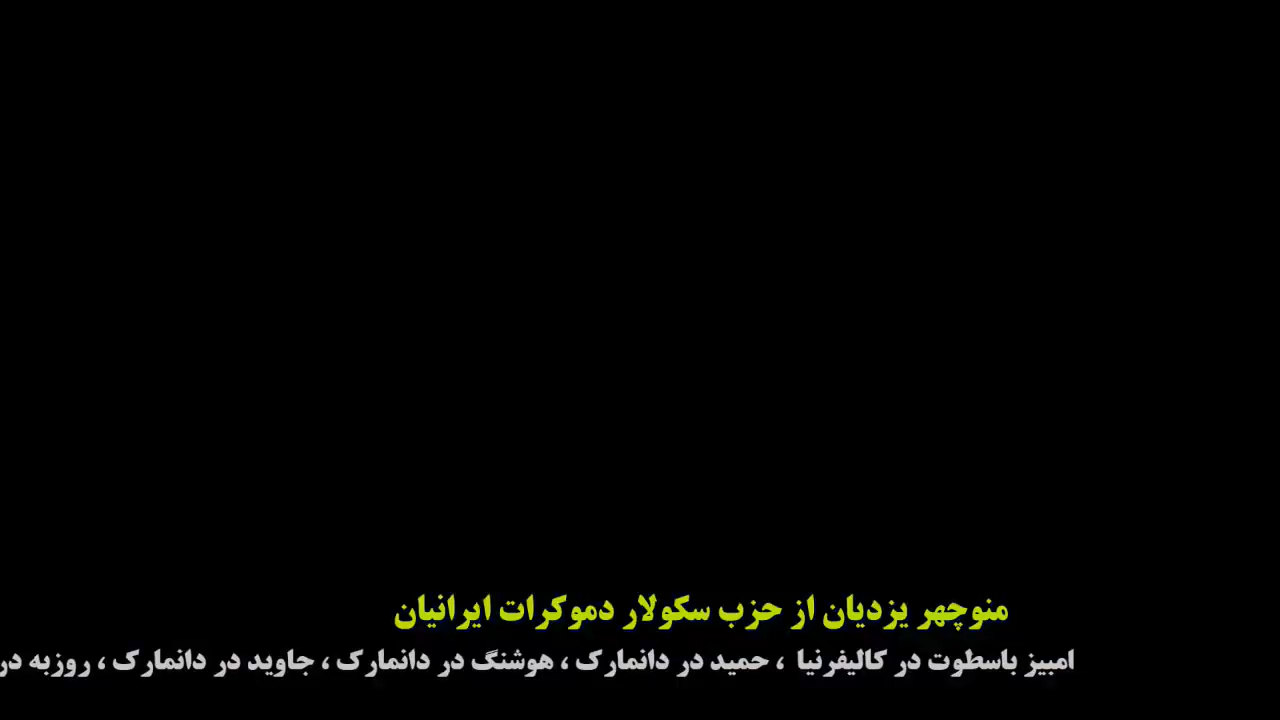 منوچهر یزدیان از حزب سکولار دموکرات ایرانیان
امبیز باسطوت در کالیفرنیا ، حمید در دانمارک ، هوشنگ در دانمارک ، جاوید در دانمارک ، روزبه در